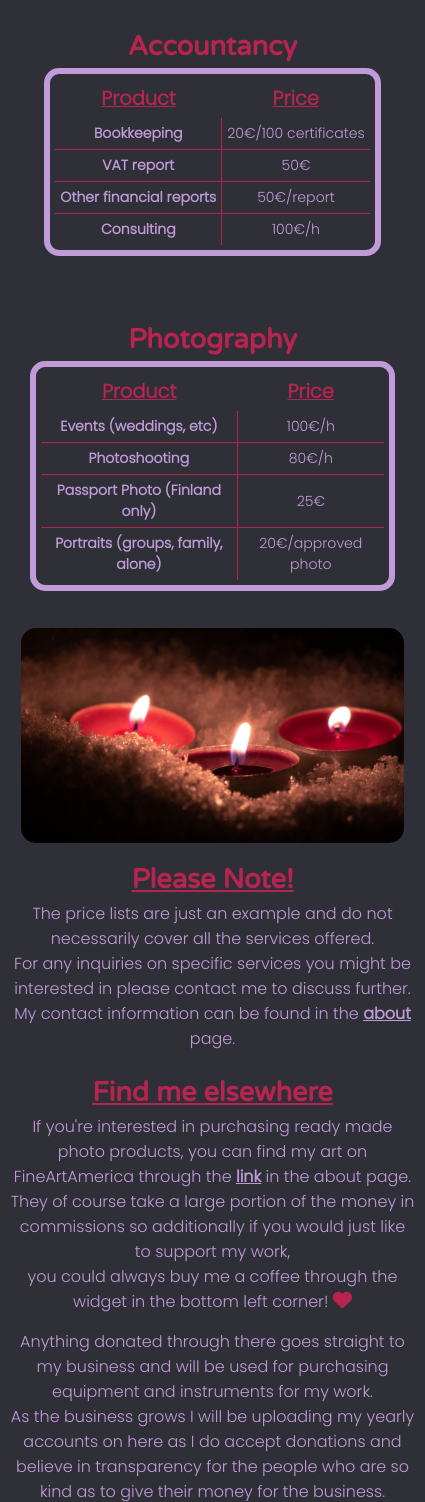 Accountancy
Product Price
Bookkeeping 20€/100 certificates
VAT report 50€
Other financial reports 50€/report
Consulting 100€/h
Photography
Product Price
Events (weddings, etc) 100€/h
Photoshooting 80€/h
Passport Photo (Finland
only) 25€
Portraits (groups, family,
alone) 20€/approved
photo
Please Note!
The price lists are just an example and do not
necessarily cover all the services offered.
For any inquiries on specific services you might be
interested in please contact me to discuss further.
My contact information can be found in the about
page.
Find me elsewhere
If you're interested in purchasing ready made
photo products, you can find my art on
FineArtAmerica through the link in the about page.
They of course take a large portion of the money in
commissions so additionally if you would just like
to support my work,
you could always buy me a coffee through the
widget in the bottom left corner!
Anything donated through there goes straight to
my business and will be used for purchasing
equipment and instruments for my work.
As the business grows I will be uploading my yearly
accounts on here as I do accept donations and
believe in transparency for the people who are so
kind as to give their money for the business.